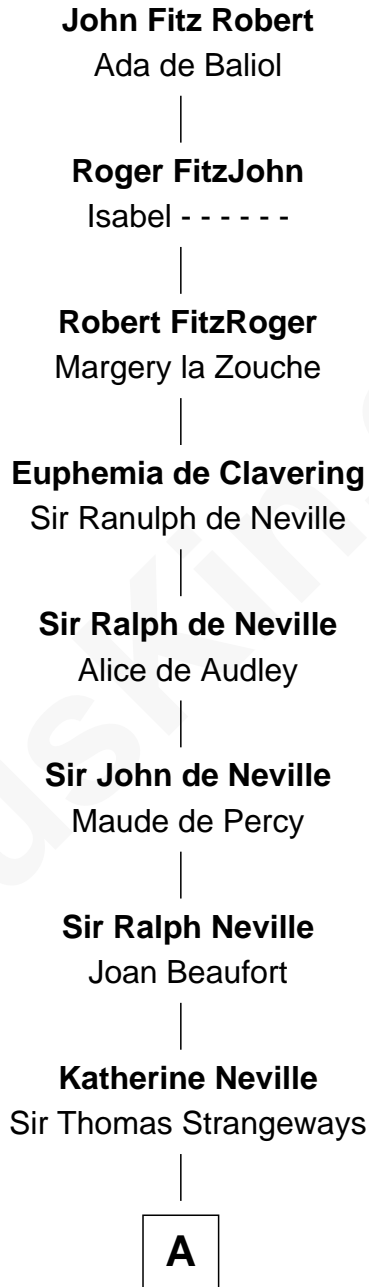 John Fitz Robert
Ada de Baliol
Roger FitzJohn
Isabel - - - - - -
Robert FitzRoger
Margery la Zouche
Euphemia de Clavering
Sir Ranulph de Neville
Sir Ralph de Neville
Alice de Audley
Sir John de Neville
Maude de Percy
Sir Ralph Neville
Joan Beaufort
Katherine Neville
Sir Thomas Strangeways
A